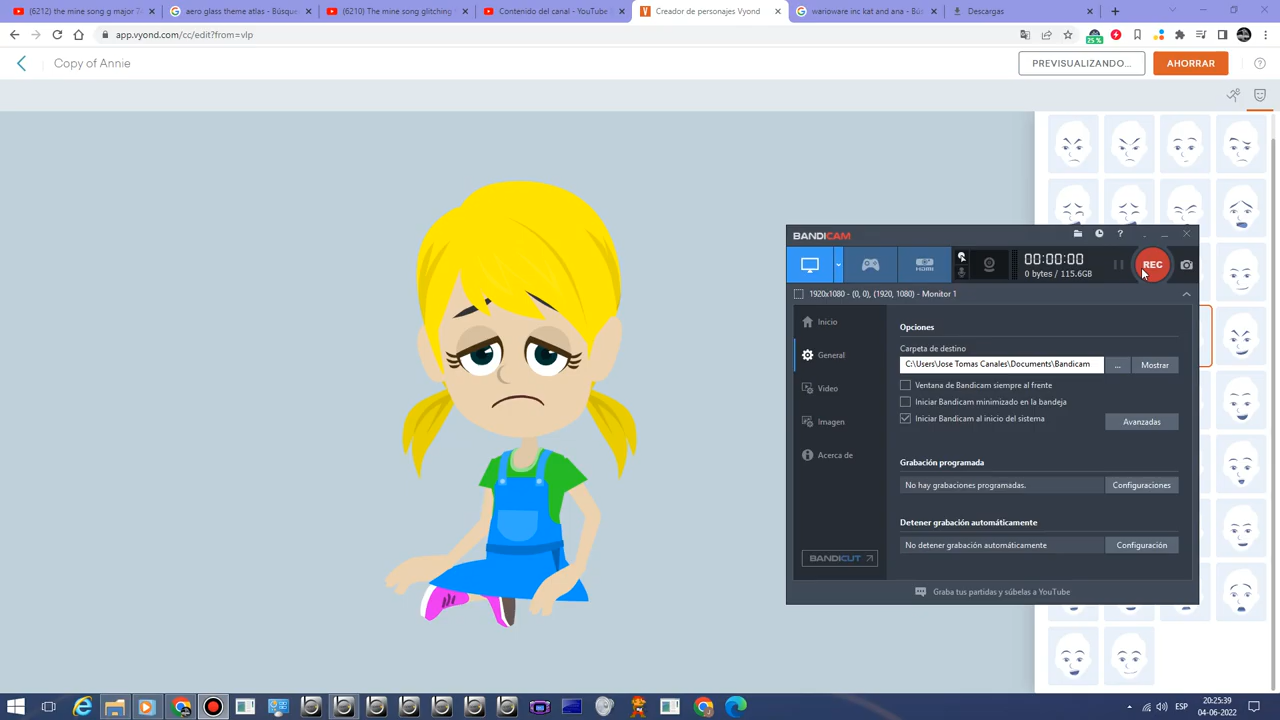 (6212) the mine song g major 7
aero glass theme atlas - Búsque
(6210) The mine song glitching
Contenido del canal - YouTube S
Creador de personajes Vyond
warioware inc kat and ana - Búsq
Descargas
app.vyond.com/cc/edit?from=vlp
25 %
Copy of Annie
PREVISUALIZANDO...
AHORRAR
BANDICAM
HDMI
00:00:00
0 bytes / 115.6GB
REC
1920x1080 - (0, 0), (1920, 1080) - Monitor 1
Inicio
General
Video
Imagen
Acerca de
BANDICUT
Opciones
Carpeta de destino
C:\Users\Jose Tomas Canales\Documents\Bandicam
...
Mostrar
Ventana de Bandicam siempre al frente
Iniciar Bandicam minimizado en la bandeja
Iniciar Bandicam al inicio del sistema
Avanzadas
Grabación programada
No hay grabaciones programadas.
Configuraciones
Detener grabación automáticamente
No detener grabación automáticamente
Configuración
Graba tus partidas y súbelas a YouTube
ESP
20:25:39
04-06-2022